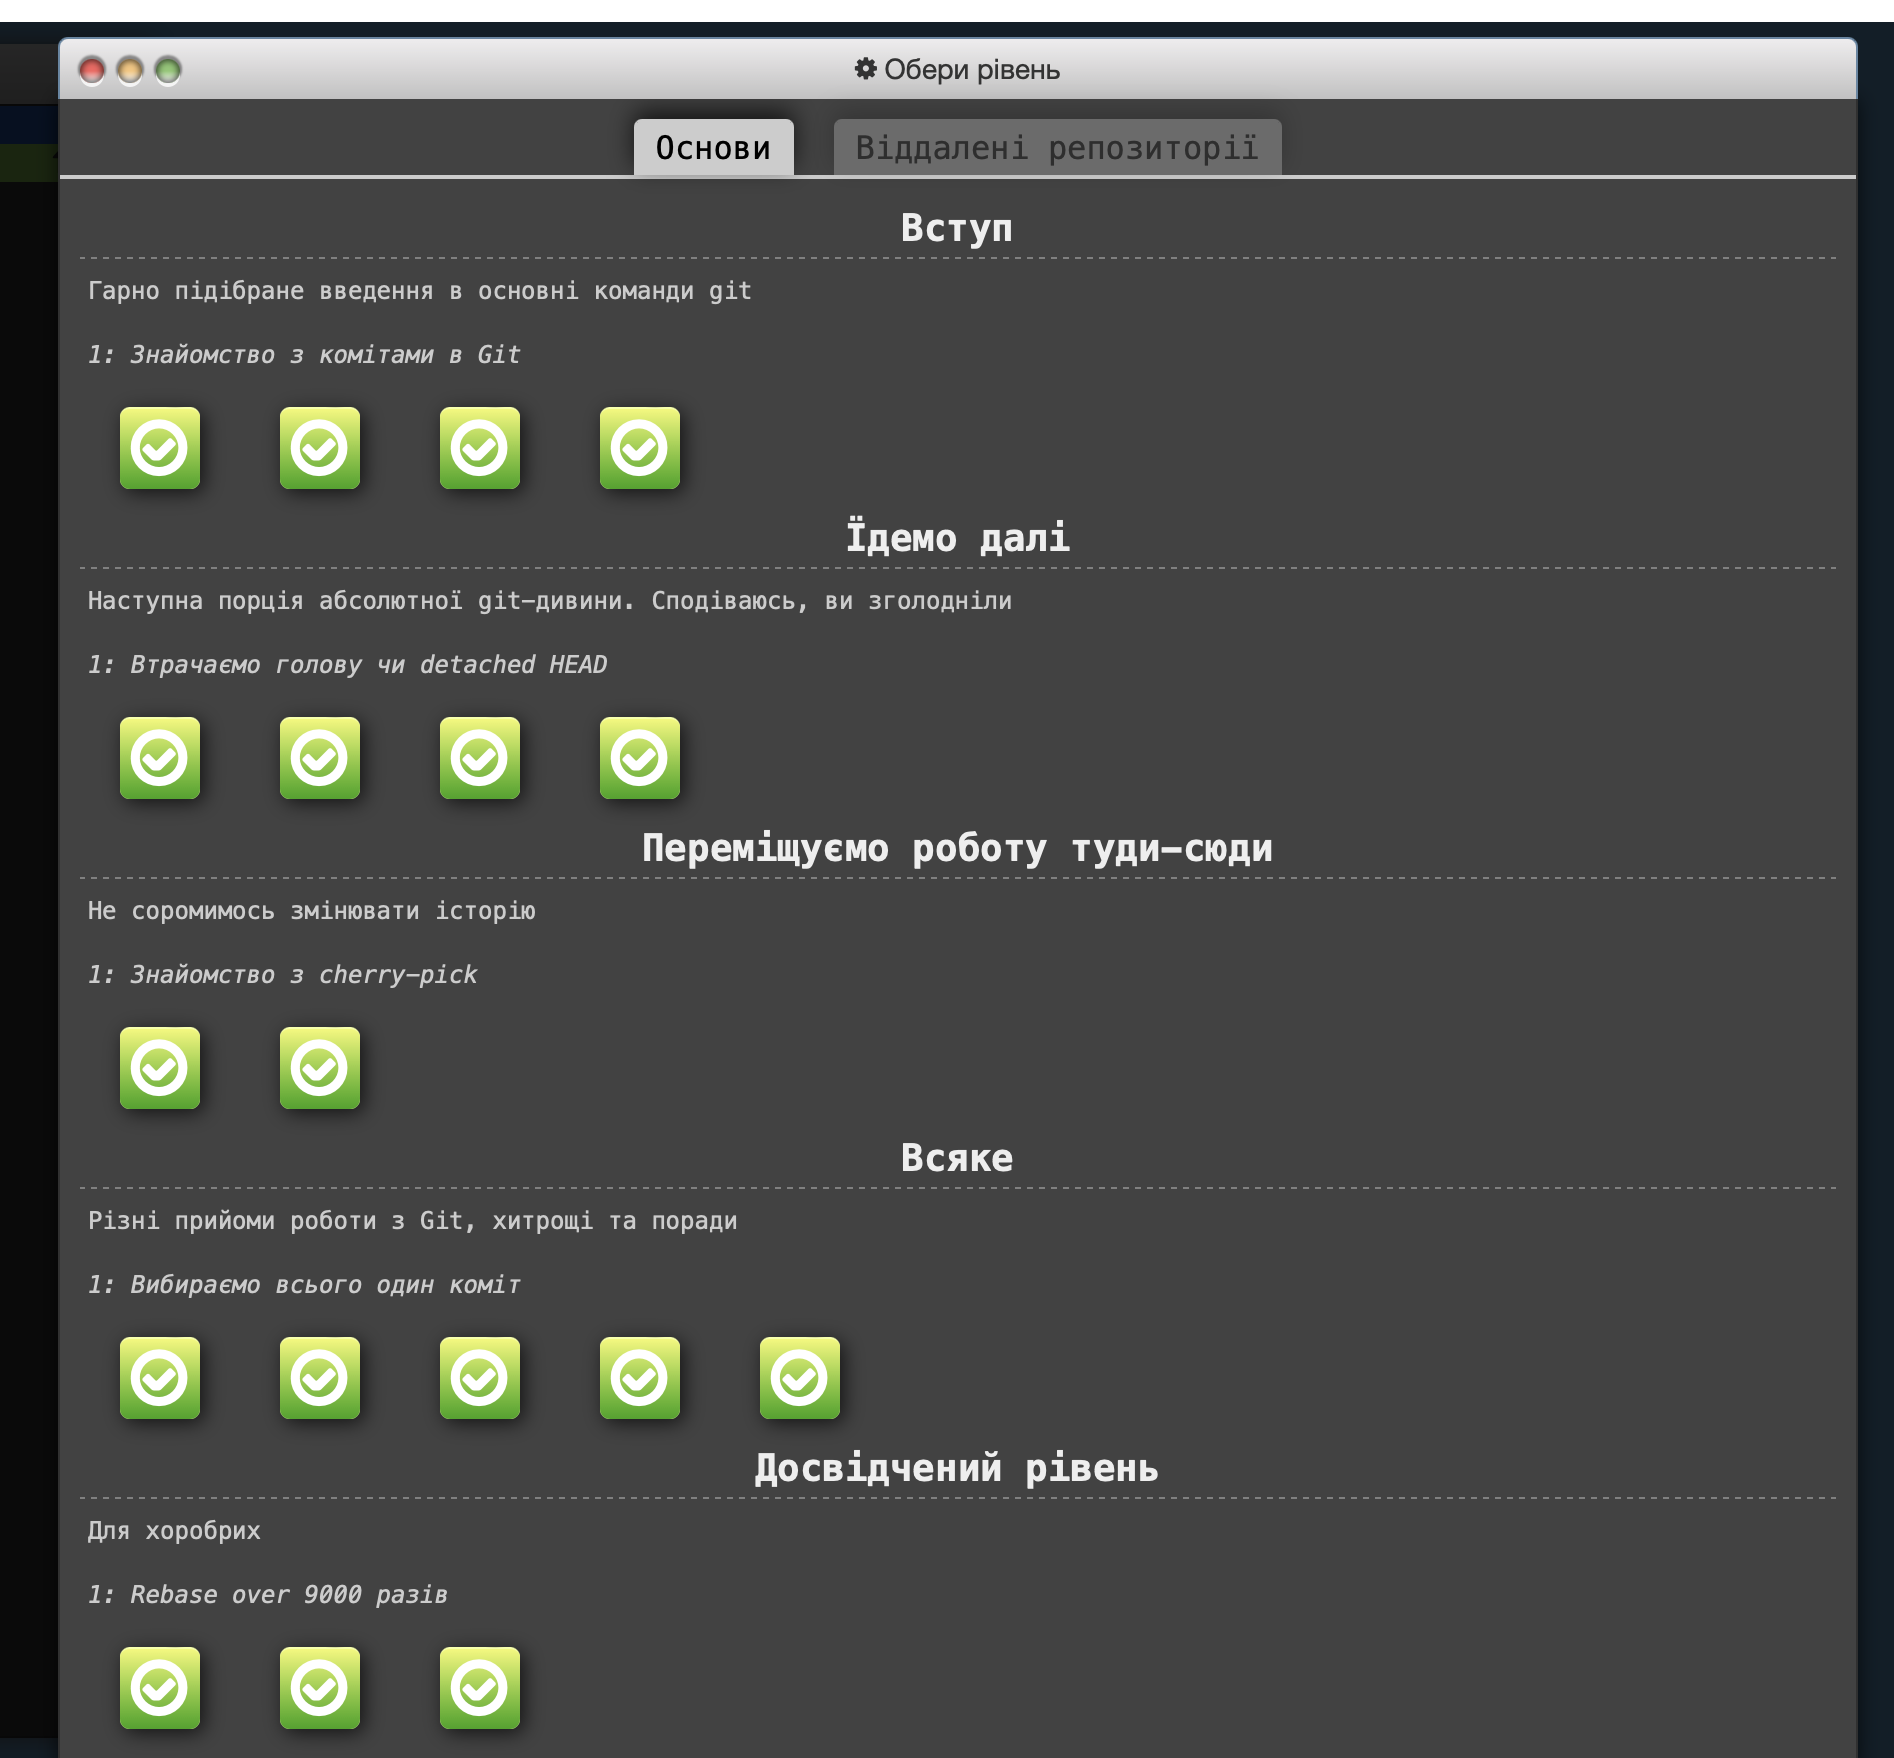 Обери рівень
Основи
Віддалені репозиторії
Вступ
Гарно підібране введення в основні команди git
1: Знайомство з комітами в Git
Їдемо далі
Наступна порція абсолютної git-дивини. Сподіваюсь, ви зголодніли
1: Втрачаємо голову чи detached HEAD
Переміщуємо роботу туди-сюди
Не соромимось змінювати історію
1: Знайомство з cherry-pick
Всяке
Різні прийоми роботи з Git, хитрощі та поради
1: Вибираємо всього один коміт
Досвідчений рівень
Для хоробрих
1: Rebase over 9000 разів